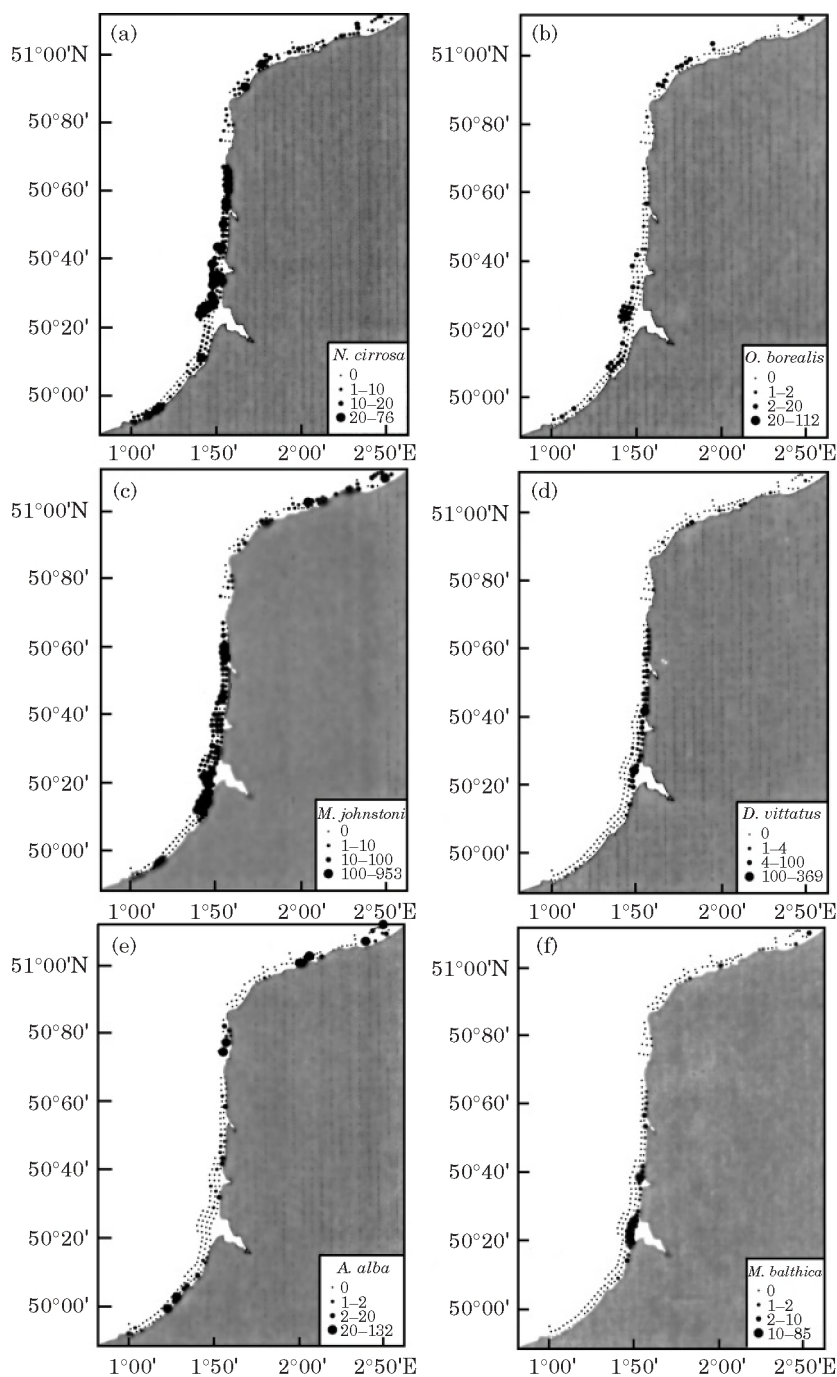 (a)
51°00'N
50°80'
50°60'
50°40'
50°20'
50°00'
1°00' 1°50' 2°00' 2°50'E
N. cirrosa
0
1–10
10–20
20–76
(b)
51°00'N
50°80'
50°60'
50°40'
50°20'
50°00'
1°00' 1°50' 2°00' 2°50'E
O. borealis
0
1–2
2–20
20–112
(c)
51°00'N
50°80'
50°60'
50°40'
50°20'
50°00'
1°00' 1°50' 2°00' 2°50'E
M. johnstoni
0
1–10
10–100
100–953
(d)
51°00'N
50°80'
50°60'
50°40'
50°20'
50°00'
1°00' 1°50' 2°00' 2°50'E
D. vittatus
0
1–4
4–100
100–369
(e)
51°00'N
50°80'
50°60'
50°40'
50°20'
50°00'
1°00' 1°50' 2°00' 2°50'E
A. alba
0
1–2
2–20
20–132
(f)
51°00'N
50°80'
50°60'
50°40'
50°20'
50°00'
1°00' 1°50' 2°00' 2°50'E
M. balthica
0
1–2
2–10
10–85